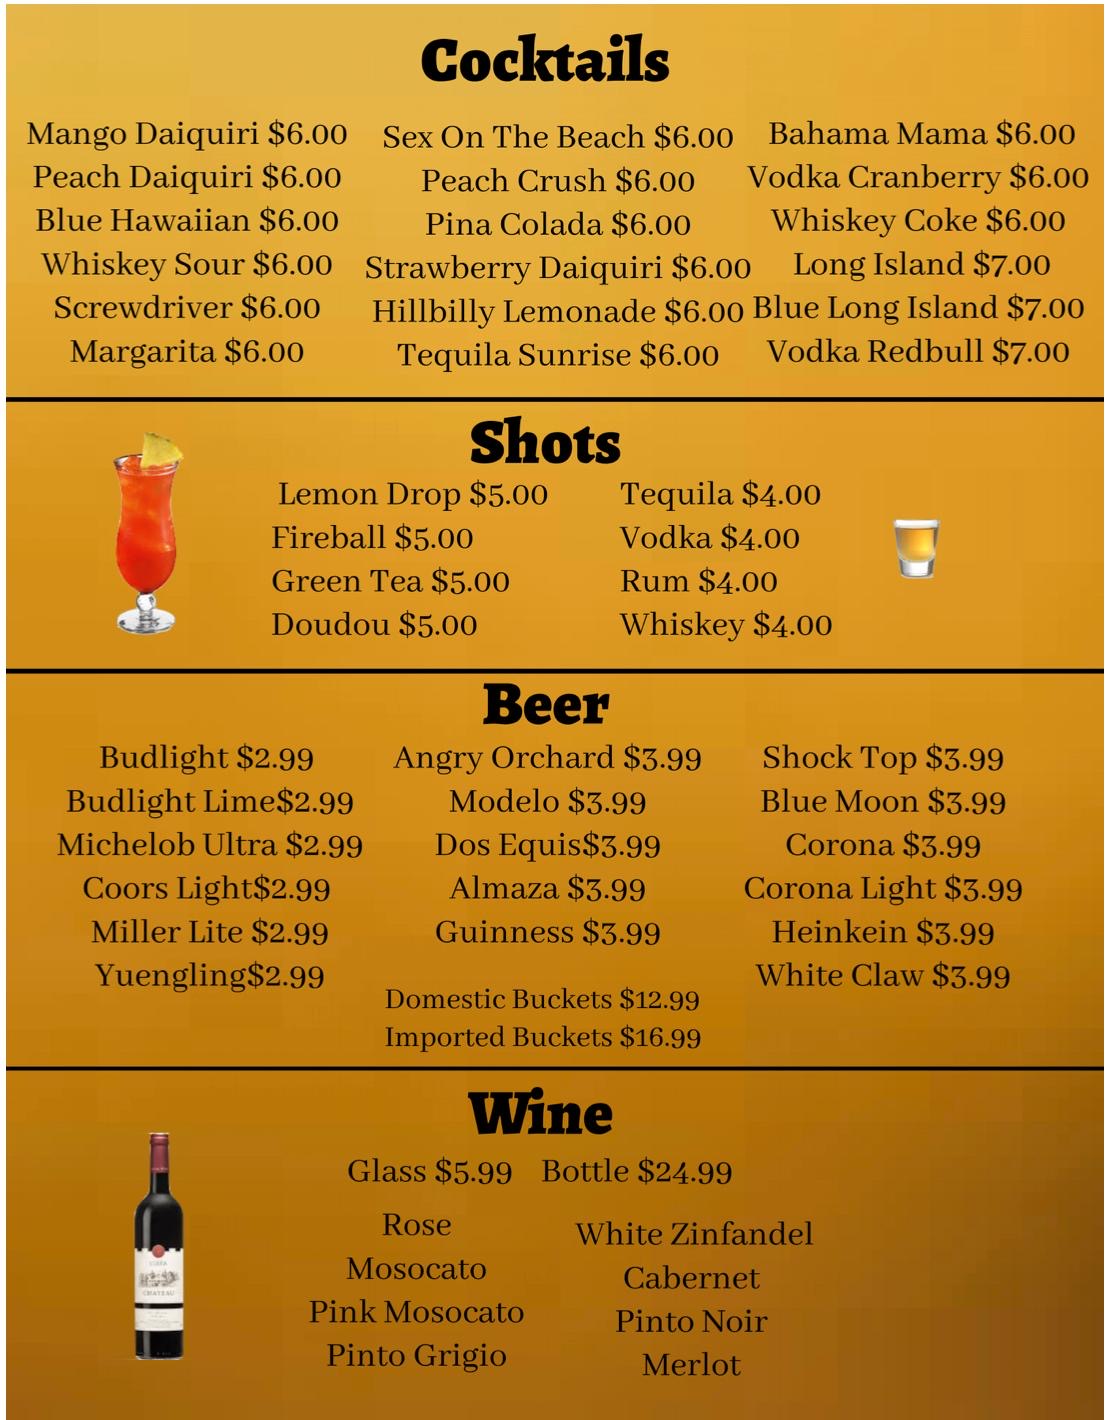 Cocktails
Mango Daiquiri $6.00
Peach Daiquiri $6.00
Blue Hawaiian $6.00
Whiskey Sour $6.00
Screwdriver $6.00
Margarita $6.00
Sex On The Beach $6.00
Peach Crush $6.00
Pina Colada $6.00
Strawberry Daiquiri $6.00
Hillbilly Lemonade $6.00
Tequila Sunrise $6.00
Bahama Mama $6.00
Vodka Cranberry $6.00
Whiskey Coke $6.00
Long Island $7.00
Blue Long Island $7.00
Vodka Redbull $7.00
Shots
Lemon Drop $5.00
Fireball $5.00
Green Tea $5.00
Doudou $5.00
Tequila $4.00
Vodka $4.00
Rum $4.00
Whiskey $4.00
Beer
Budlight $2.99
Budlight Lime$2.99
Michelob Ultra $2.99
Coors Light$2.99
Miller Lite $2.99
Yuengling$2.99
Angry Orchard $3.99
Modelo $3.99
Dos Equis$3.99
Almaza $3.99
Guinness $3.99
Shock Top $3.99
Blue Moon $3.99
Corona $3.99
Corona Light $3.99
Heinkein $3.99
White Claw $3.99
Domestic Buckets $12.99
Imported Buckets $16.99
Wine
Glass $5.99 Bottle $24.99
Rose
Mosocato
Pink Mosocato
Pinto Grigio
White Zinfandel
Cabernet
Pinto Noir
Merlot
CHATEAU